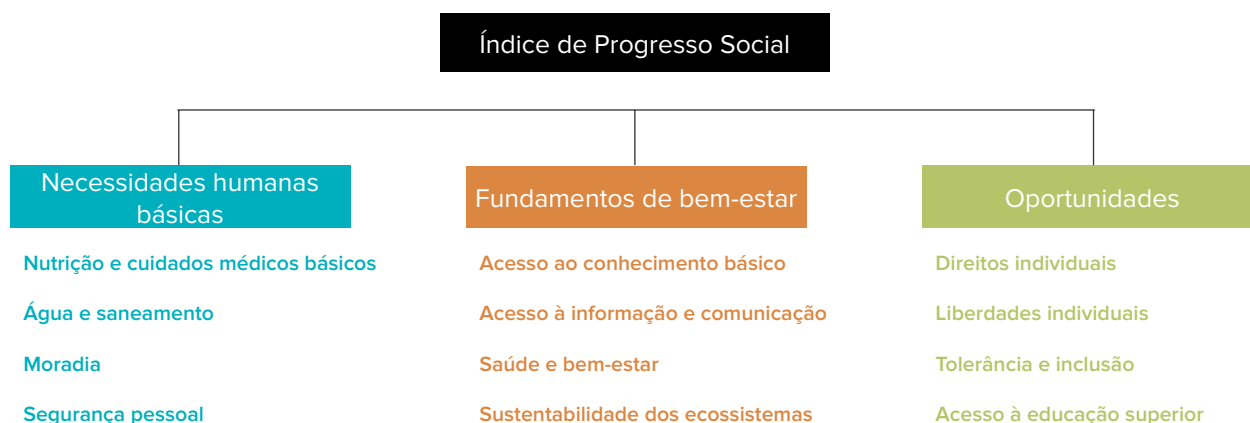 Índice de Progresso Social
Necessidades humanas
básicas
Nutrição e cuidados médicos básicos
Água e saneamento
Moradia
Segurança pessoal
Fundamentos de bem-estar
Acesso ao conhecimento básico
Acesso à informação e comunicação
Saúde e bem-estar
Sustentabilidade dos ecossistemas
Oportunidades
Direitos individuais
Liberdades individuais
Tolerância e inclusão
Acesso à educação superior